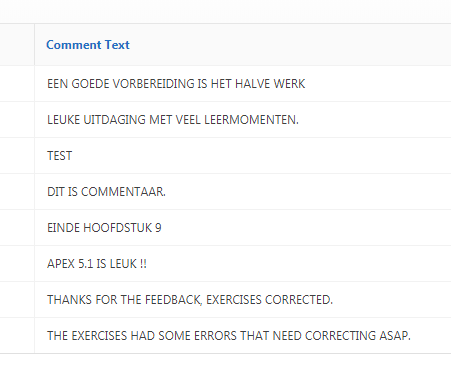 Comment Text
EEN GOEDE VORBEREIDING IS HET HALVE WERK
LEUKE UITDAGING MET VEEL LEERMOMENTEN.
TEST
DIT IS COMMENTAAR.
EINDE HOOFDSTUK 9
APEX 5.1 IS LEUK !!
THANKS FOR THE FEEDBACK, EXERCISES CORRECTED.
THE EXERCISES HAD SOME ERRORS THAT NEED CORRECTING ASAP.